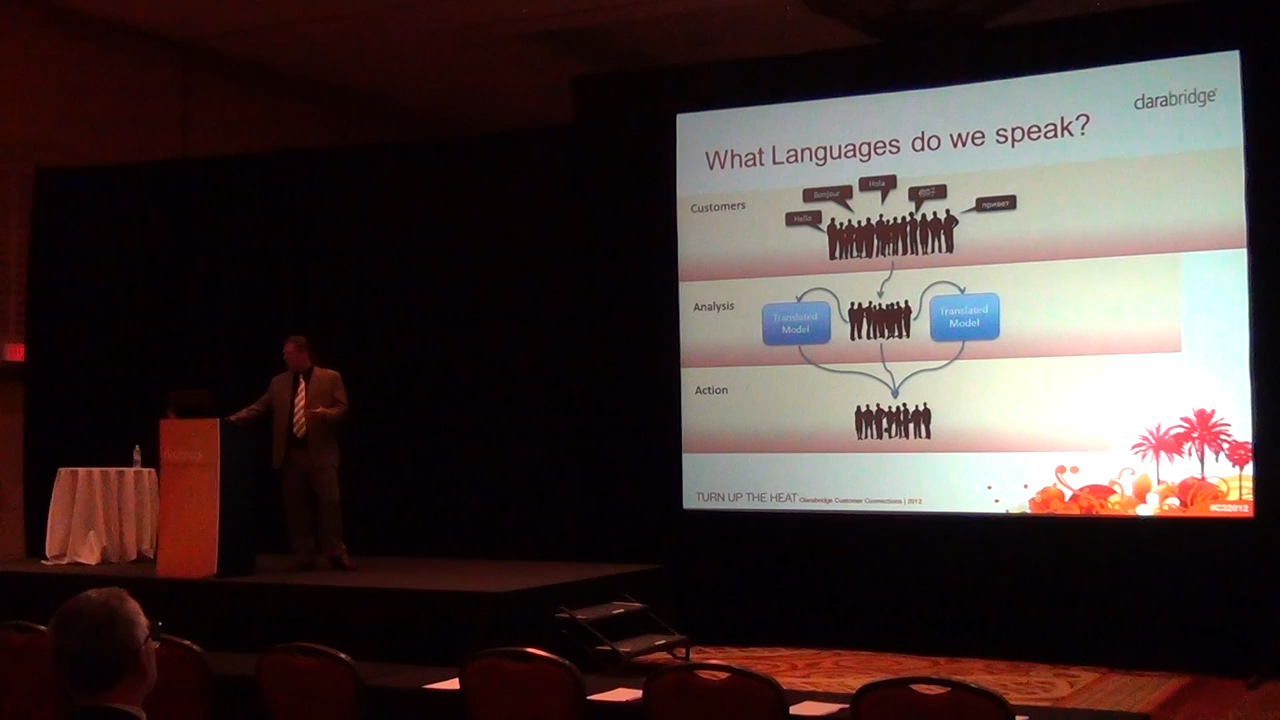 clarabridge
What Languages do we speak?
Customers
Hello
Bonjour
Hola
привет
Analysis
Translated
Model
Translated
Model
Action
TURN UP THE HEAT Clarabridge Customer Connections | 2012
#C32012